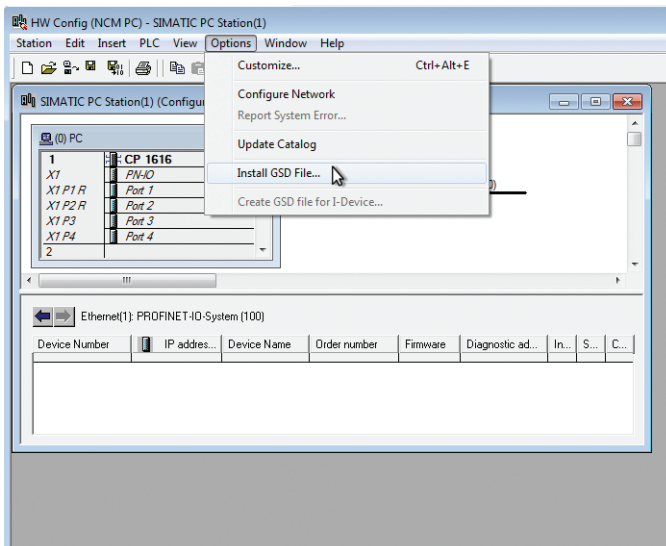 HW Config (NCM PC) - SIMATIC PC Station(1)
Station Edit Insert PLC View Options Window Help
Customize... Ctrl+Alt+E
Configure Network
Report System Error...
Update Catalog
Install GSD File...
Create GSD file for I-Device...
SIMATIC PC Station(1) (Configur
(0) PC
1 CP 1616
X1 PN-IO
X1 P1 R Port 1
X1 P2 R Port 2
X1 P3 Port 3
X1 P4 Port 4
2
Ethernet(1): PROFINET-IO-System (100)
Device Number IP addres... Device Name Order number Firmware Diagnostic ad... In... S... C...